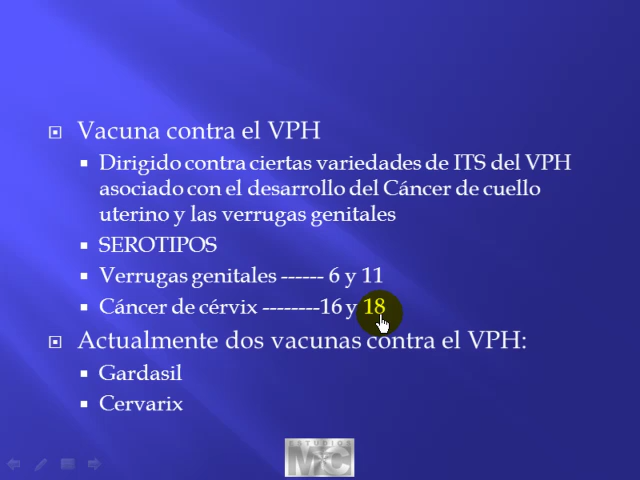 Vacuna contra el VPH
Dirigido contra ciertas variedades de ITS del VPH
asociado con el desarrollo del Cáncer de cuello
uterino y las verrugas genitales
SEROTIPOS
Verrugas genitales ------ 6 y 11
Cáncer de cérvix --------16 y 18
Actualmente dos vacunas contra el VPH:
Gardasil
Cervarix
ESTUDIOS
MC